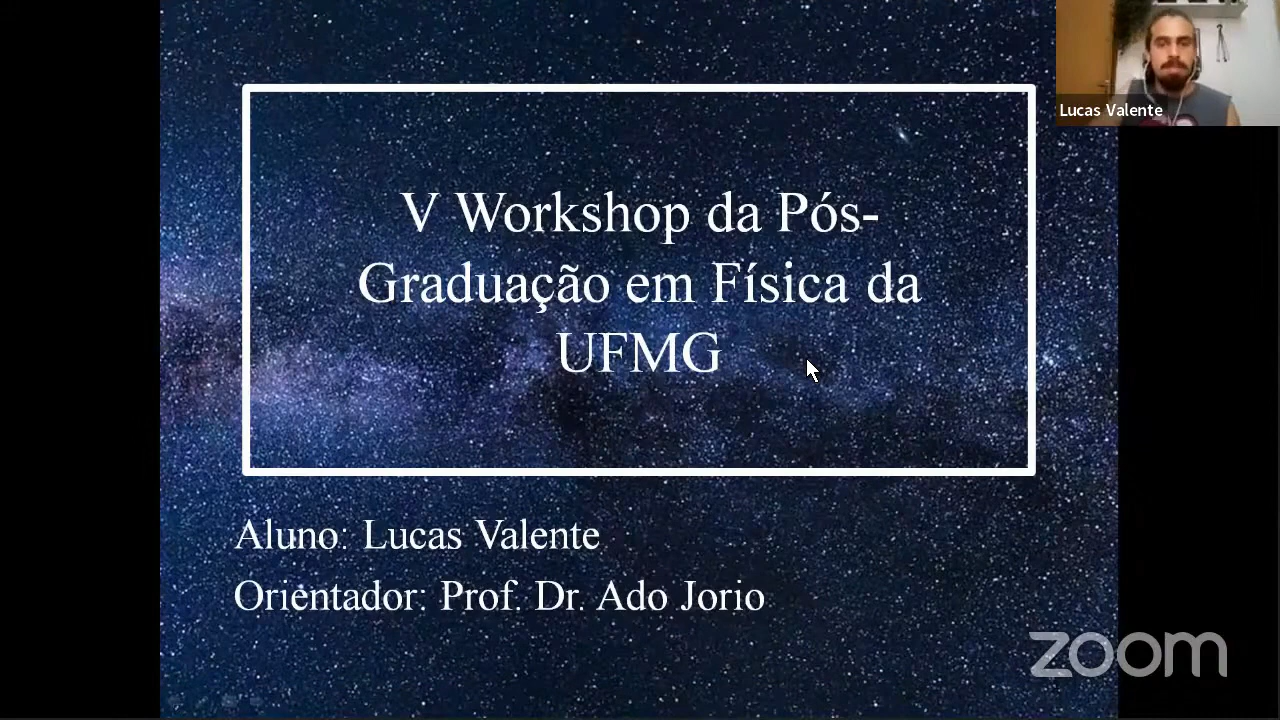 V Workshop da Pós-
Graduação em Física da
UFMG
Aluno: Lucas Valente
Orientador: Prof. Dr. Ado Jorio
Lucas Valente
zoom